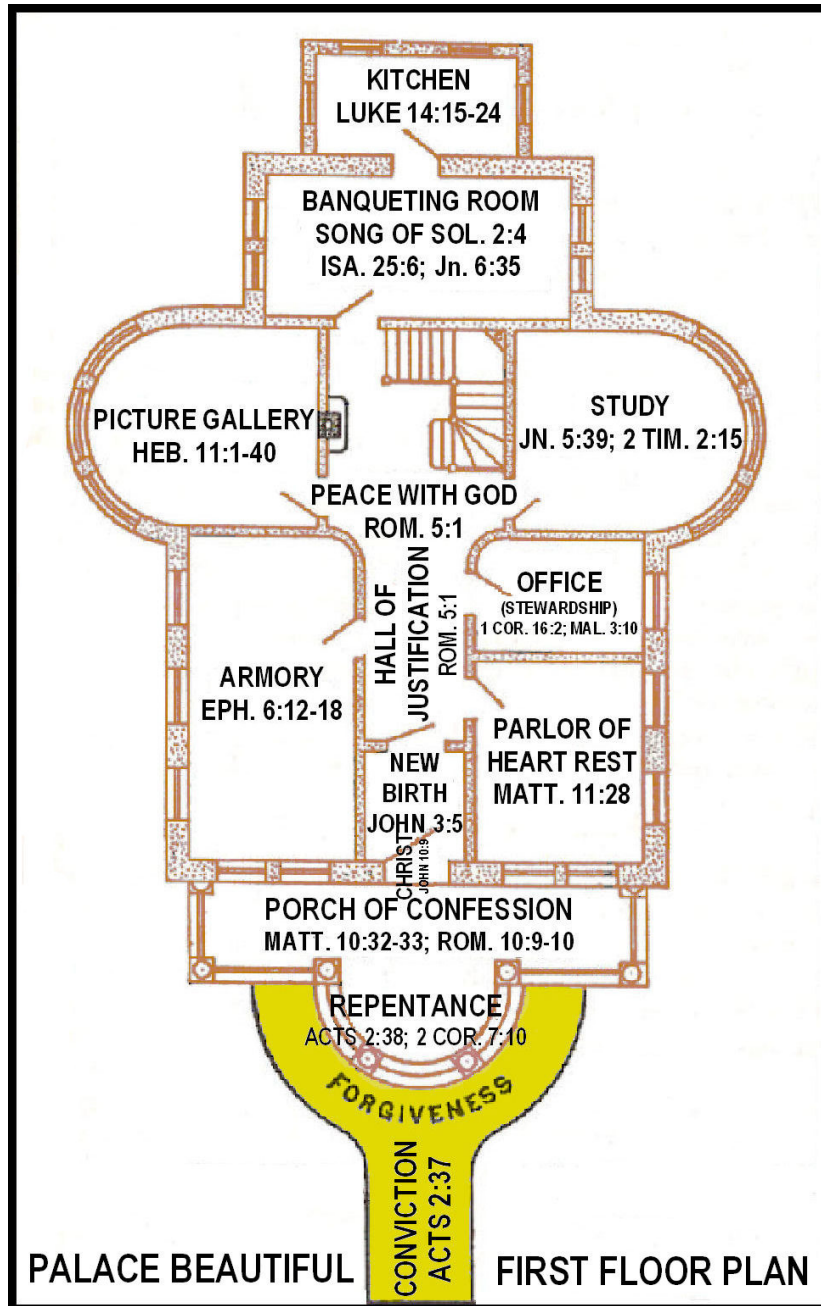 KITCHEN
LUKE 14:15-24
BANQUETING ROOM
SONG OF SOL. 2:4
ISA. 25:6; Jn. 6:35
PICTURE GALLERY
HEB. 11:1-40
STUDY
JN. 5:39; 2 TIM. 2:15
PEACE WITH GOD
ROM. 5:1
HALL OF
JUSTIFICATION
ROM. 5:1
OFFICE
(STEWARDSHIP)
1 COR. 16:2; MAL. 3:10
ARMORY
EPH. 6:12-18
PARLOR OF
HEART REST
MATT. 11:28
NEW
BIRTH
JOHN 3:5
CHRIST
JOHN 10:9
PORCH OF CONFESSION
MATT. 10:32-33; ROM. 10:9-10
REPENTANCE
ACTS 2:38; 2 COR. 7:10
FORGIVENESS
CONVICTION
ACTS 2:37
PALACE BEAUTIFUL
FIRST FLOOR PLAN